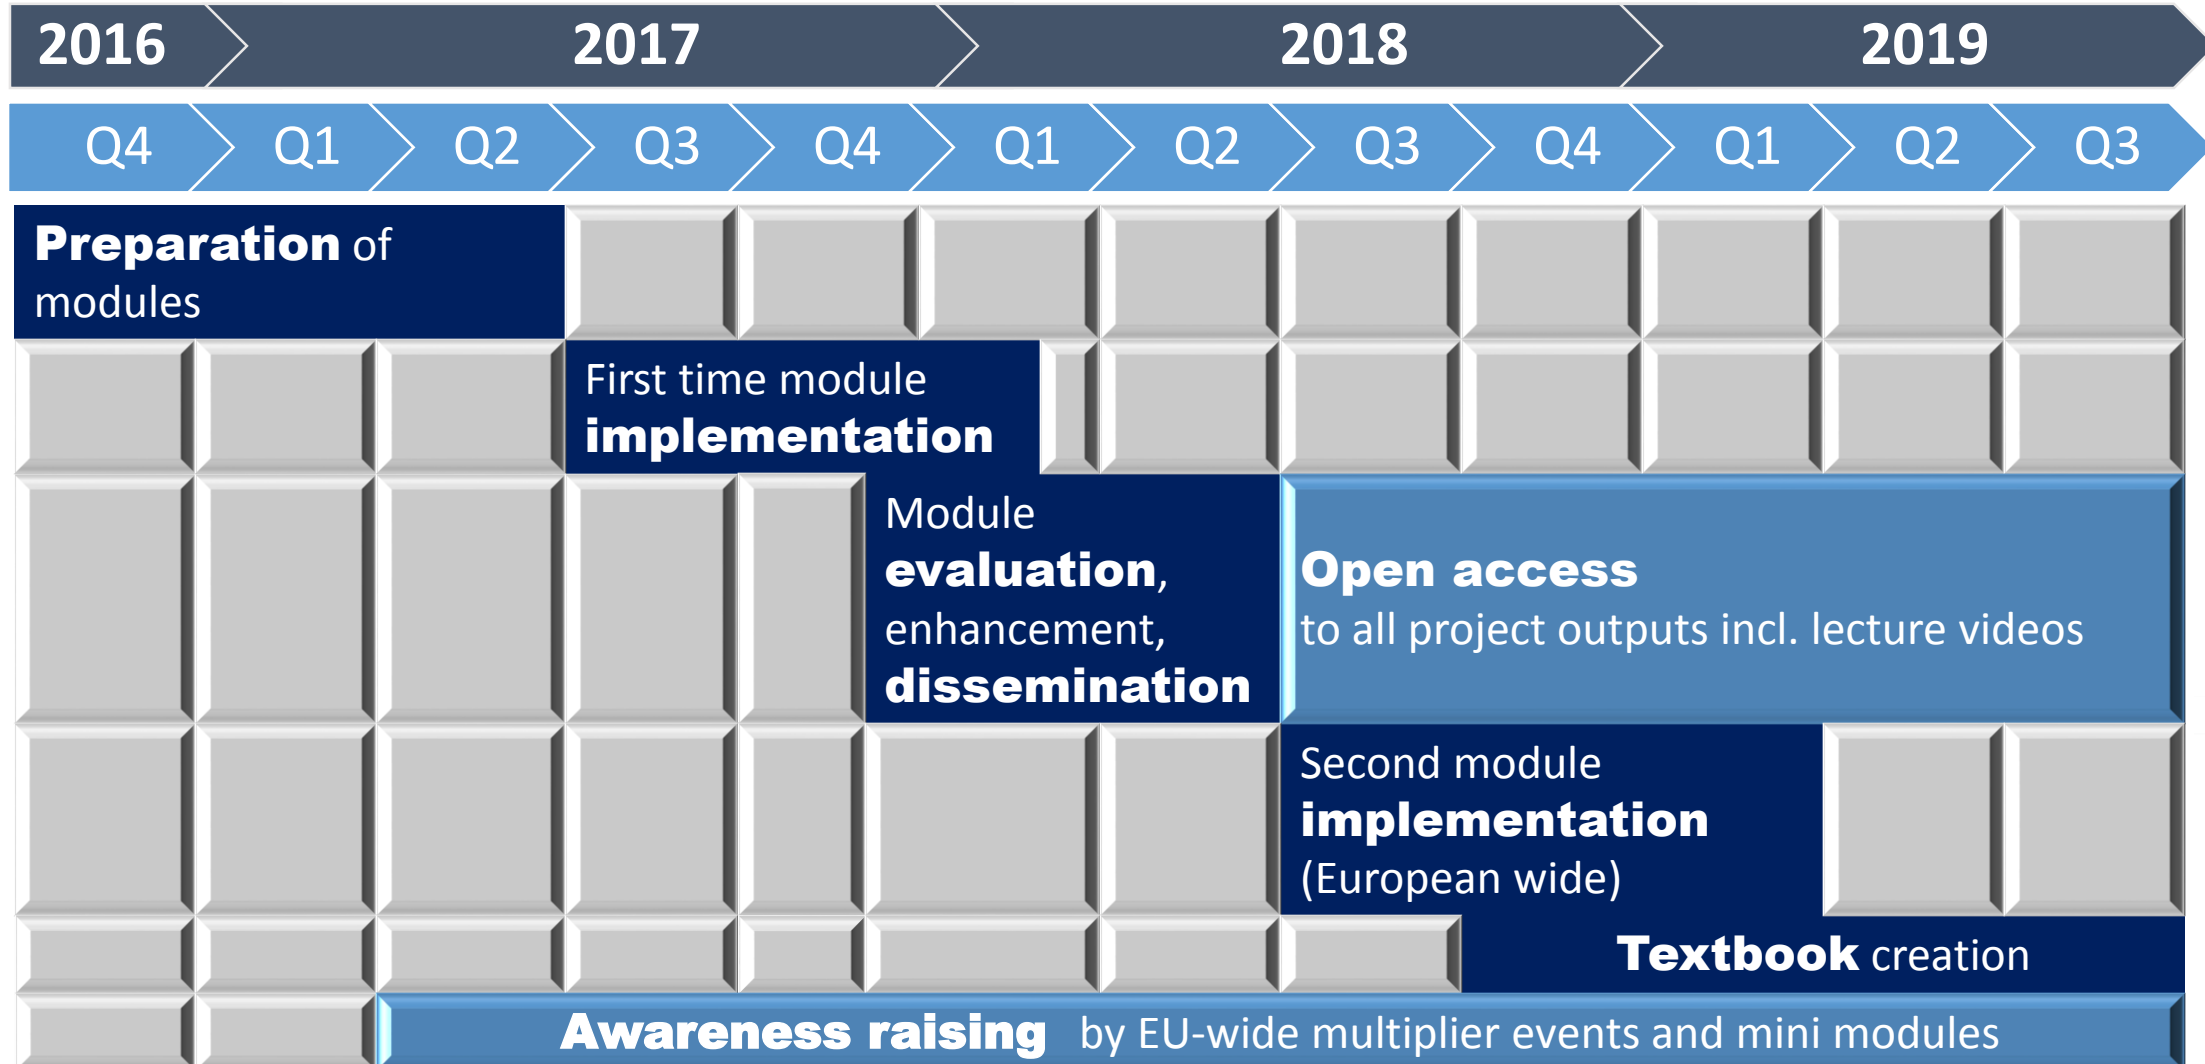 2016 2017 2018 2019
Q4 Q1 Q2 Q3 Q4 Q1 Q2 Q3 Q4 Q1 Q2 Q3
Preparation of
modules
First time module
implementation
Module
evaluation,
enhancement,
dissemination
Open access
to all project outputs incl. lecture videos
Second module
implementation
(European wide)
Textbook creation
Awareness raising by EU-wide multiplier events and mini modules